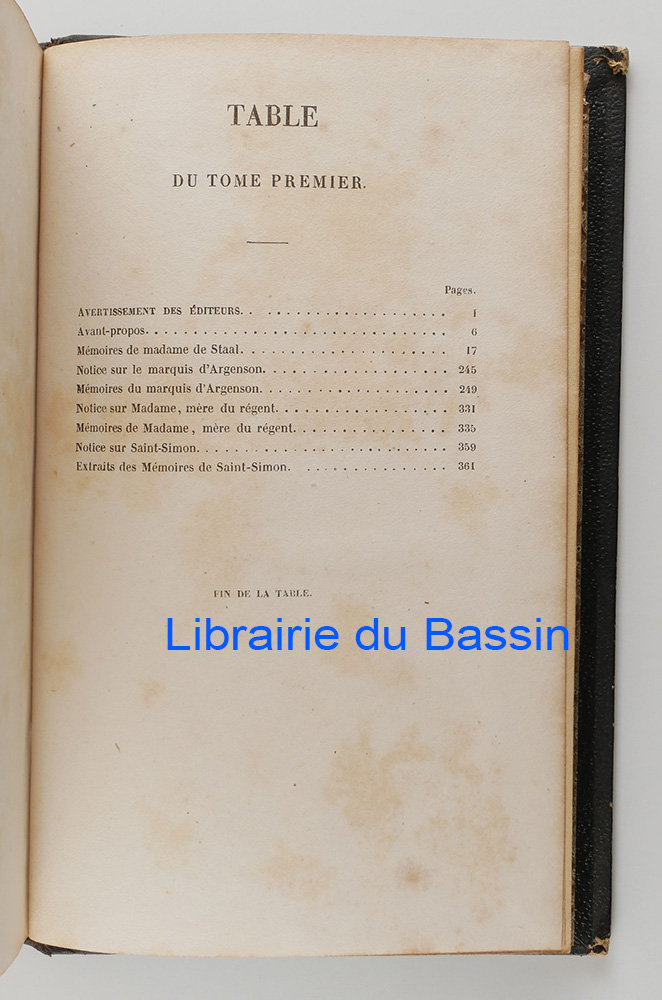 TABLE
DU TOME PREMIER.
Pages.
AVERTISSEMENT DES ÉDITEURS. . . . . . . . . . . . . . . . . . . . 1
Avant-propos. . . . . . . . . . . . . . . . . . . . . . . . . . . . . . 6
Mémoires de madame de Staal. . . . . . . . . . . . . . . . . . . . 17
Notice sur le marquis d'Argenson. . . . . . . . . . . . . . . . . . 245
Mémoires du marquis d'Argenson. . . . . . . . . . . . . . . . . . 249
Notice sur Madame, mère du régent. . . . . . . . . . . . . . . . . 331
Mémoires de Madame, mère du régent. . . . . . . . . . . . . . . 335
Notice sur Saint-Simon. . . . . . . . . . . . . . . . . . . . . . . . 359
Extraits des Mémoires de Saint-Simon. . . . . . . . . . . . . . . 361
FIN DE LA TABLE.
Librairie du Bassin